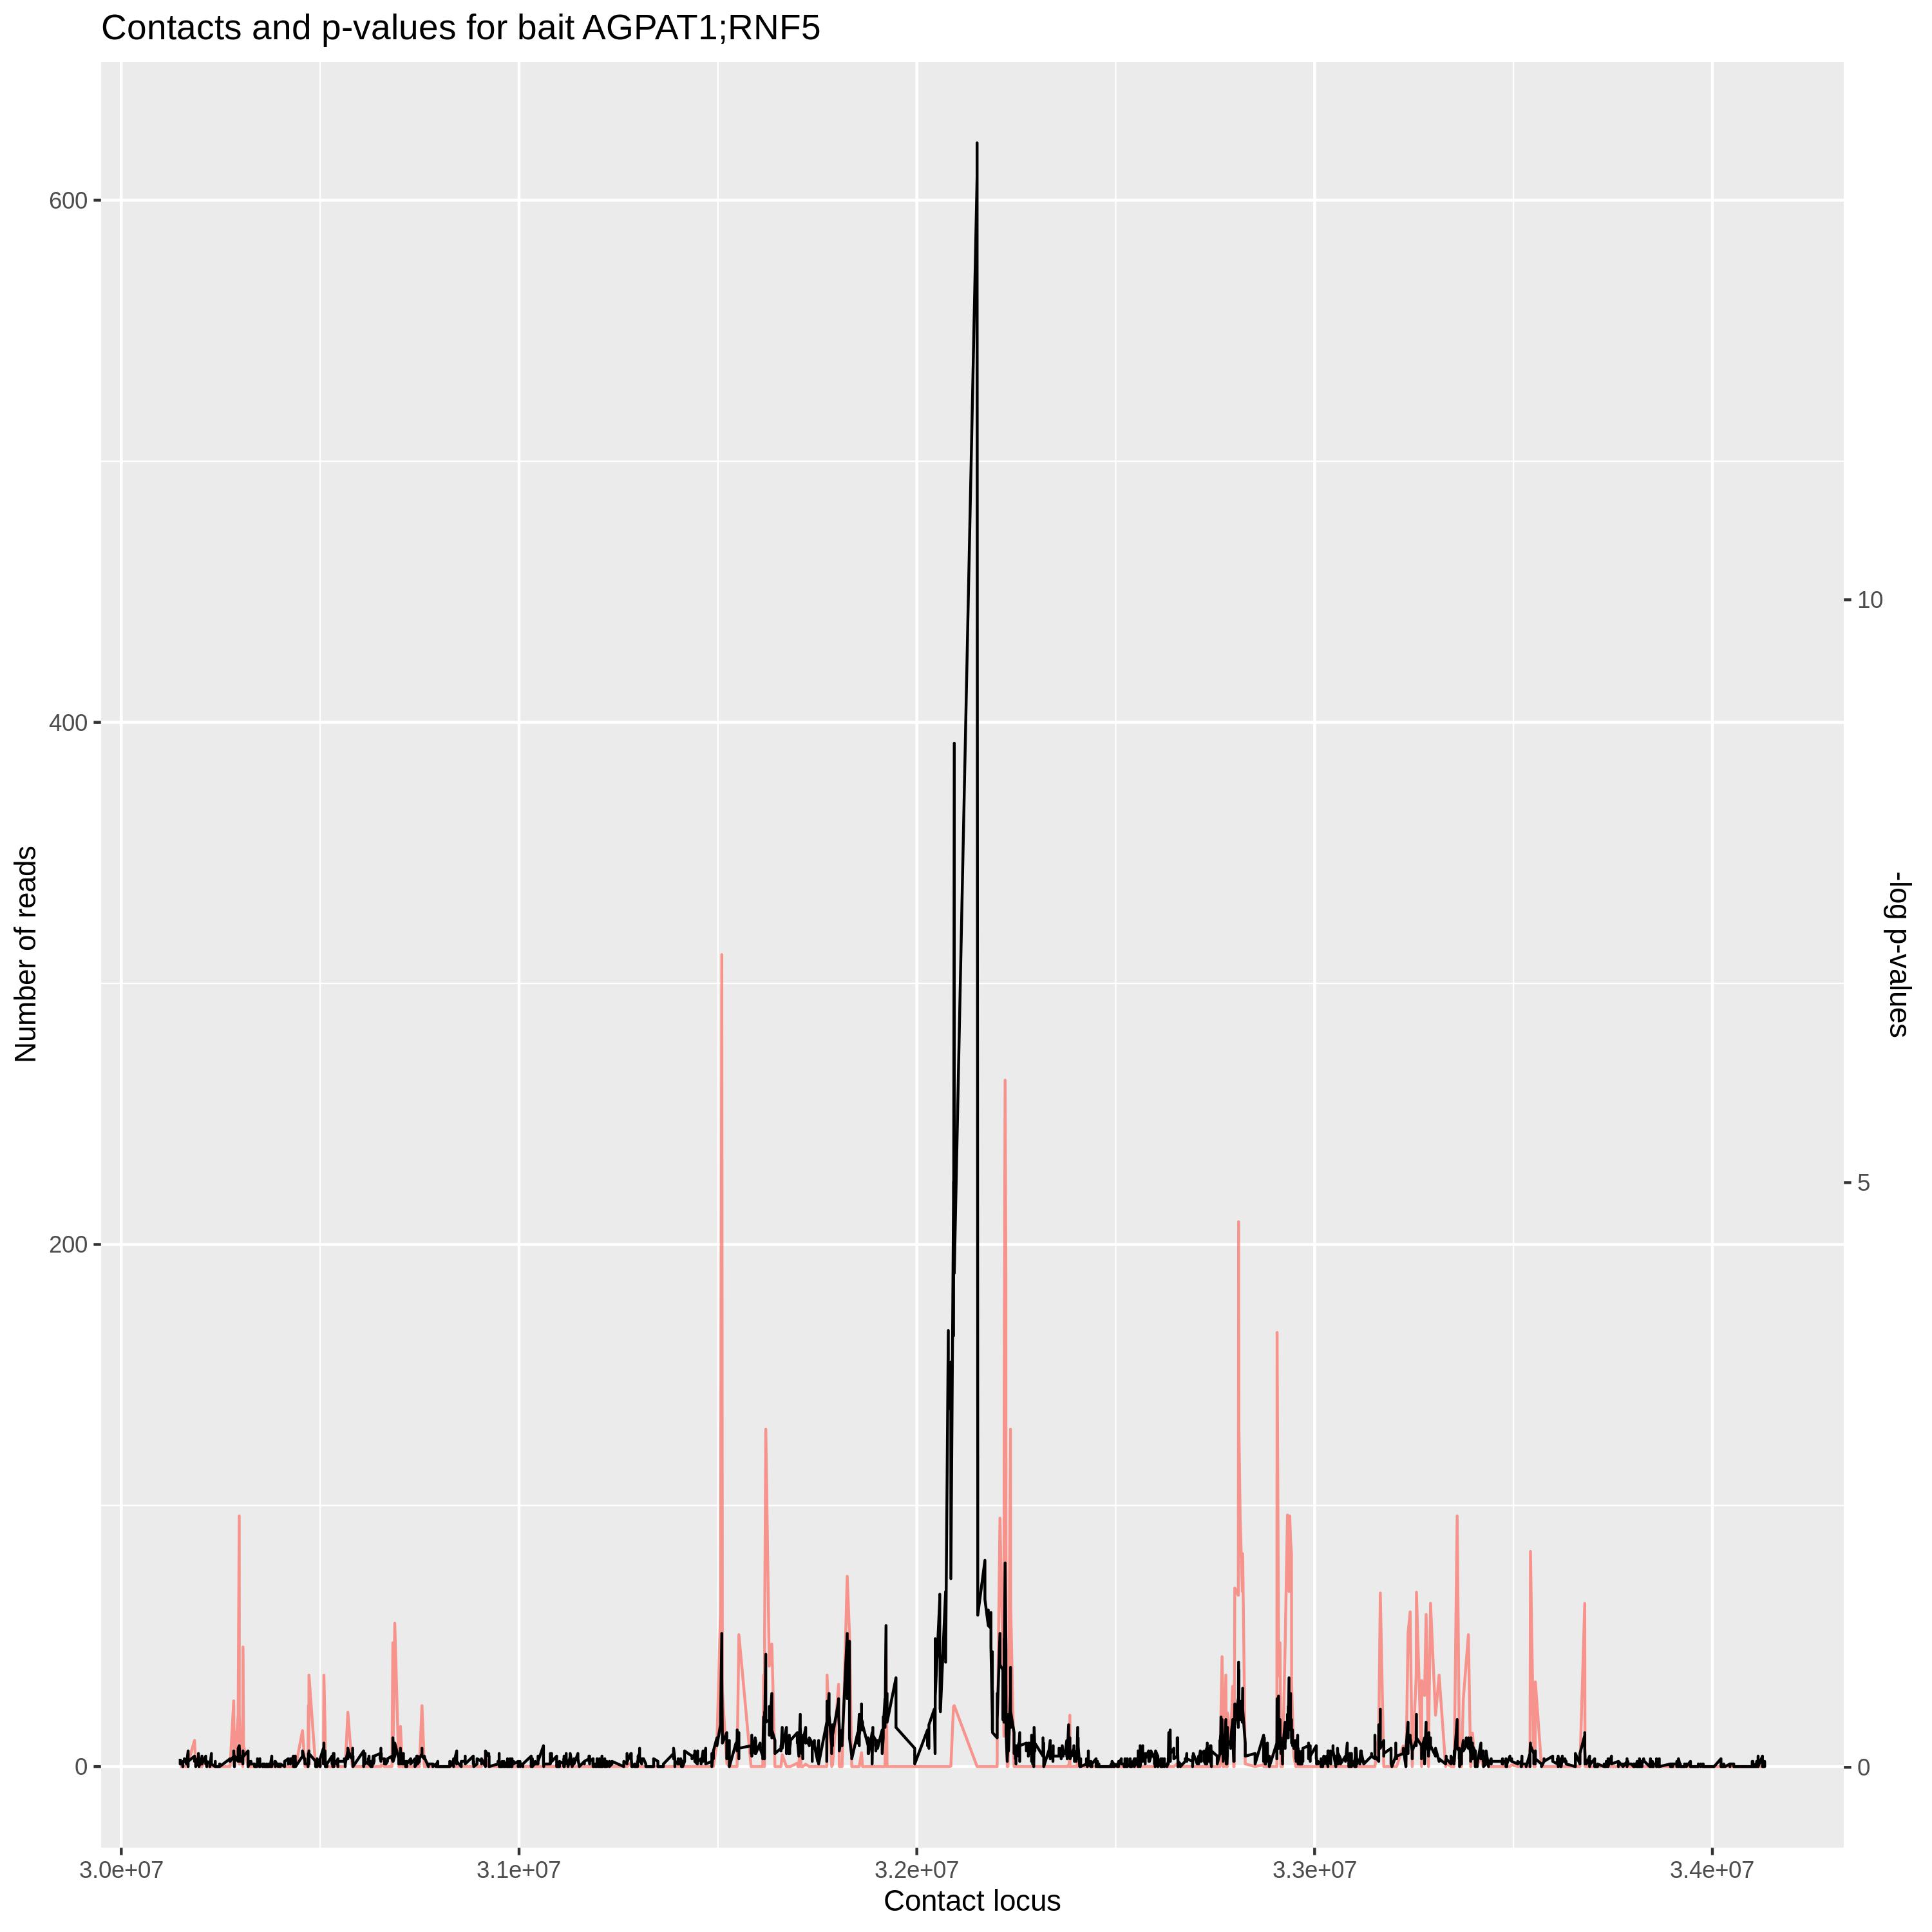 Contacts and p-values for bait AGPAT1;RNF5
600
400
200
0
Number of reads
10
5
0
-log p-values
3.0e+07
3.1e+07
3.2e+07
3.3e+07
3.4e+07
Contact locus